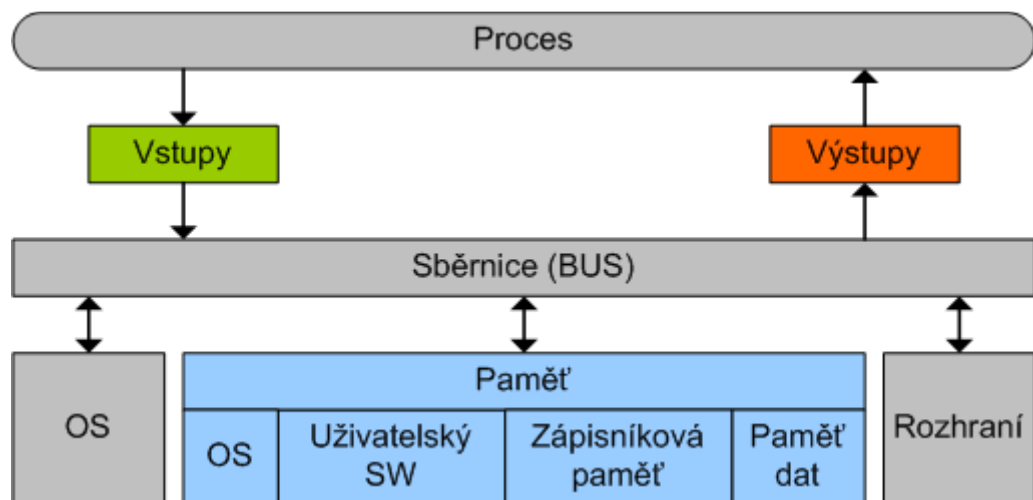 Proces
Vstupy
Výstupy
Sběrnice (BUS)
OS
Paměť
OS
Uživatelský
SW
Zápisníková
paměť
Paměť
dat
Rozhraní